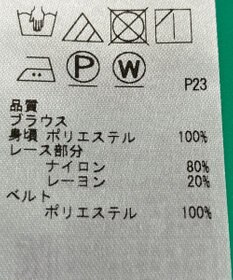 P W
P23
品質
ブラウス
身頃 ポリエステル 100%
レース部分
ナイロン 80%
レーヨン 20%
ベルト
ポリエステル 100%